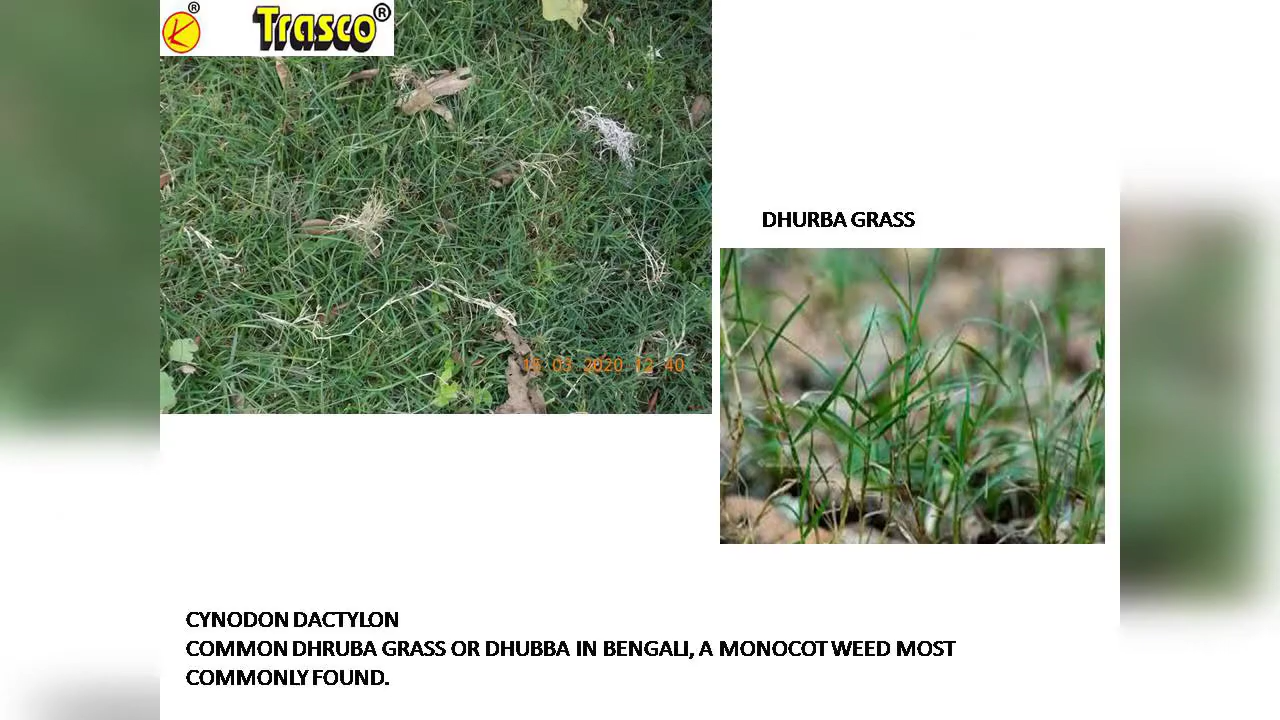 K® Trasco®
DHURBA GRASS
15 03 2020 12 40
CYNODON DACTYLON
COMMON DHRUBA GRASS OR DHUBBA IN BENGALI, A MONOCOT WEED MOST
COMMONLY FOUND.